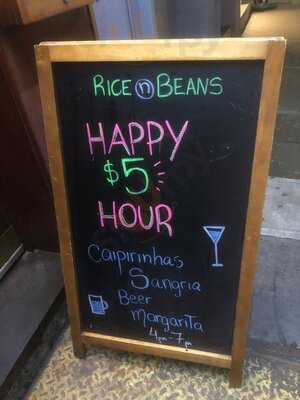 RICE n BEANS
HAPPY
$5
HOUR
Caipirinhas
Sangria
Beer
Margarita
4pm-7pm